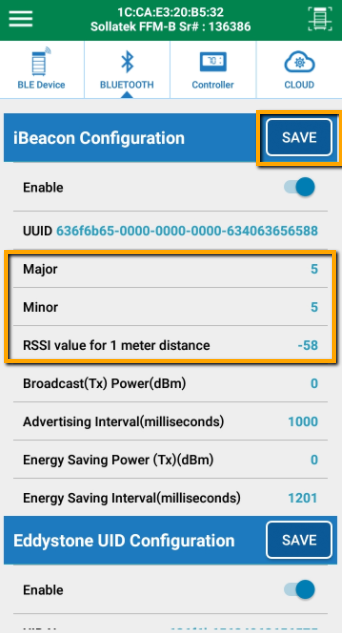 1C:CA:E3:20:B5:32
Sollatek FFM-B Sr# : 136386
BLE Device BLUETOOTH Controller CLOUD
iBeacon Configuration SAVE
Enable
UUID 636f6b65-0000-0000-0000-634063656588
Major 5
Minor 5
RSSI value for 1 meter distance -58
Broadcast(Tx) Power(dBm) 0
Advertising Interval(milliseconds) 1000
Energy Saving Power (Tx)(dBm) 0
Energy Saving Interval(milliseconds) 1201
Eddystone UID Configuration SAVE
Enable